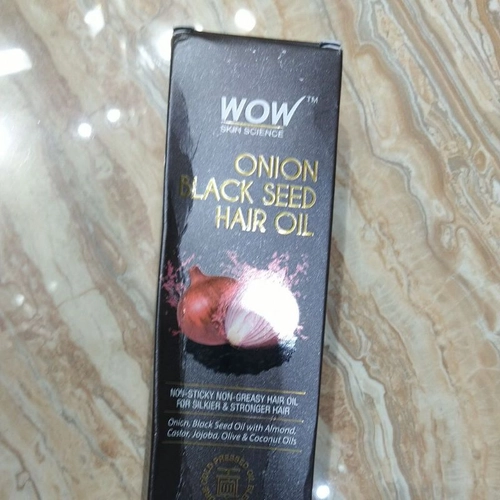 WOW™
SKIN SCIENCE
ONION
BLACK SEED
HAIR OIL
NON-STICKY NON-GREASY HAIR OIL
FOR SILKIER & STRONGER HAIR
Onion, Black Seed Oil with Almond,
Castor, Jojoba, Olive & Coconut Oils